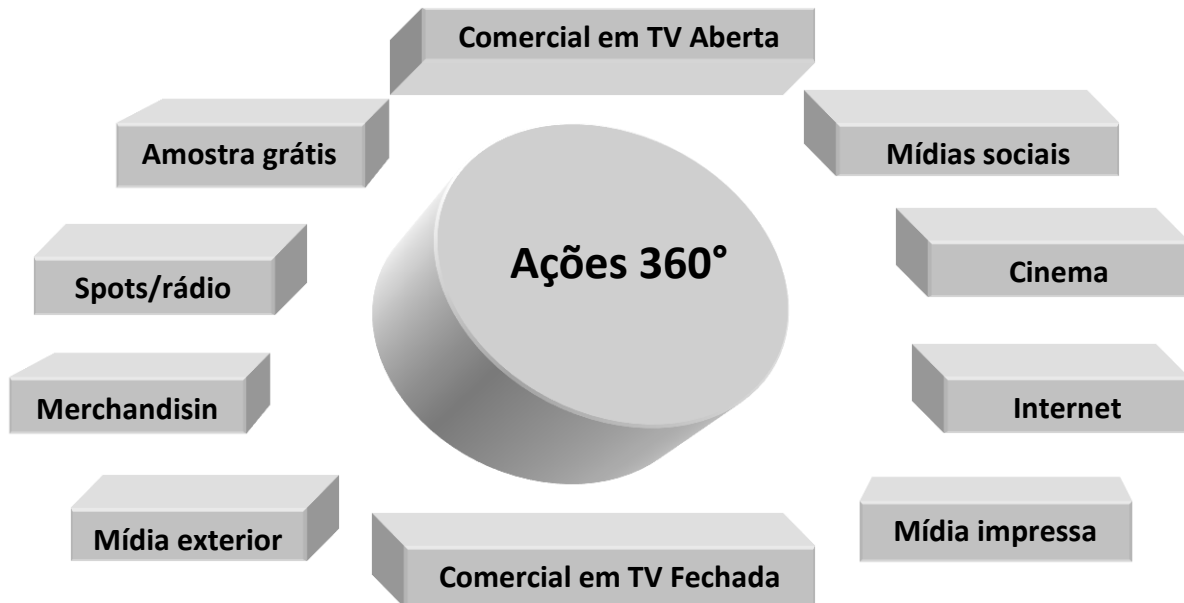 Comercial em TV Aberta
Amostra grátis
Mídias sociais
Ações 360°
Spots/rádio
Cinema
Merchandisin
Internet
Mídia exterior
Mídia impressa
Comercial em TV Fechada